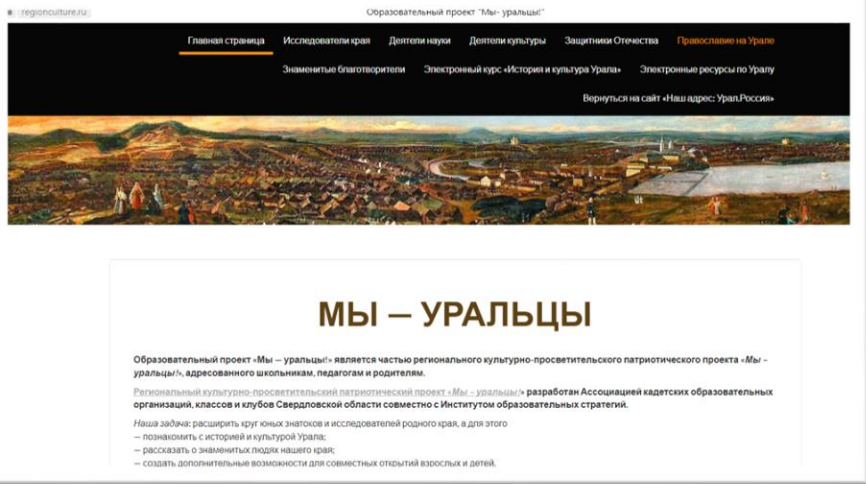 regionculture.ru
Образовательный проект "Мы- уральцы!"
Главная страница Исследователи края Деятели науки Деятели культуры Защитники Отечества Православие на Урале
Знаменитые благотворители Электронный курс «История и культура Урала» Электронные ресурсы по Уралу
Вернуться на сайт «Наш адрес: Урал.Россия»
МЫ — УРАЛЬЦЫ
Образовательный проект «Мы — уральцы!» является частью регионального культурно-просветительского патриотического проекта «Мы –
уральцы!», адресованного школьникам, педагогам и родителям.
Региональный культурно-просветительский патриотический проект «Мы – уральцы!» разработан Ассоциацией кадетских образовательных
организаций, классов и клубов Свердловской области совместно с Институтом образовательных стратегий.
Наша задача: расширить круг юных знатоков и исследователей родного края, а для этого
— познакомить с историей и культурой Урала;
— рассказать о знаменитых людях нашего края;
— создать дополнительные возможности для совместных открытий взрослых и детей.